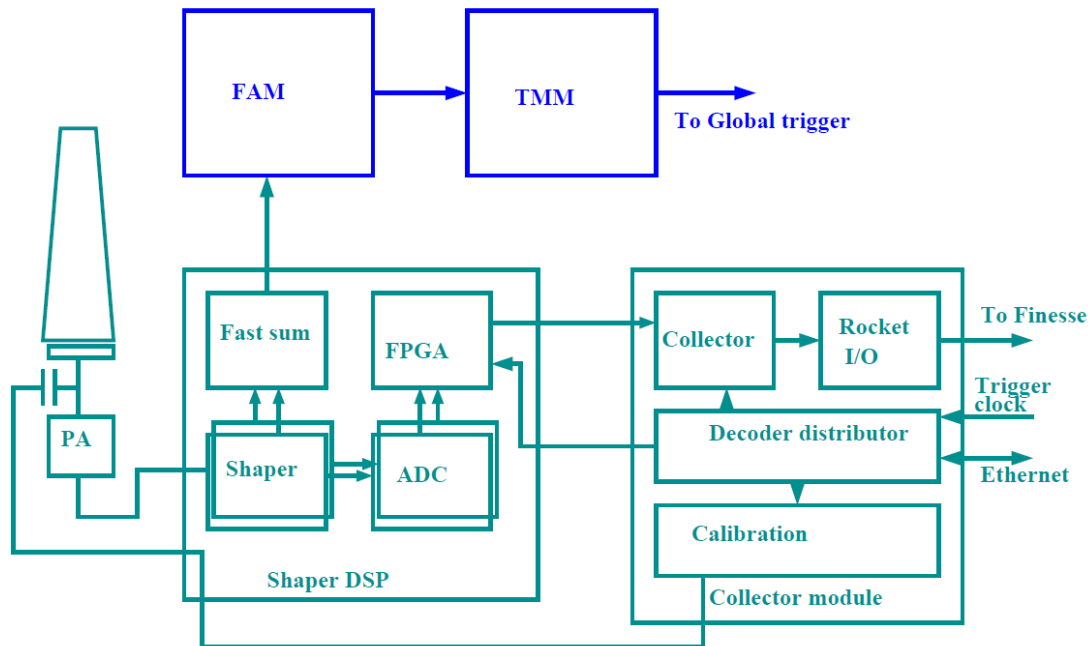 FAM
TMM
To Global trigger
Fast sum
FPGA
Collector
Rocket
I/O
To Finesse
Trigger
clock
PA
Shaper
ADC
Decoder distributor
Ethernet
Calibration
Shaper DSP
Collector module